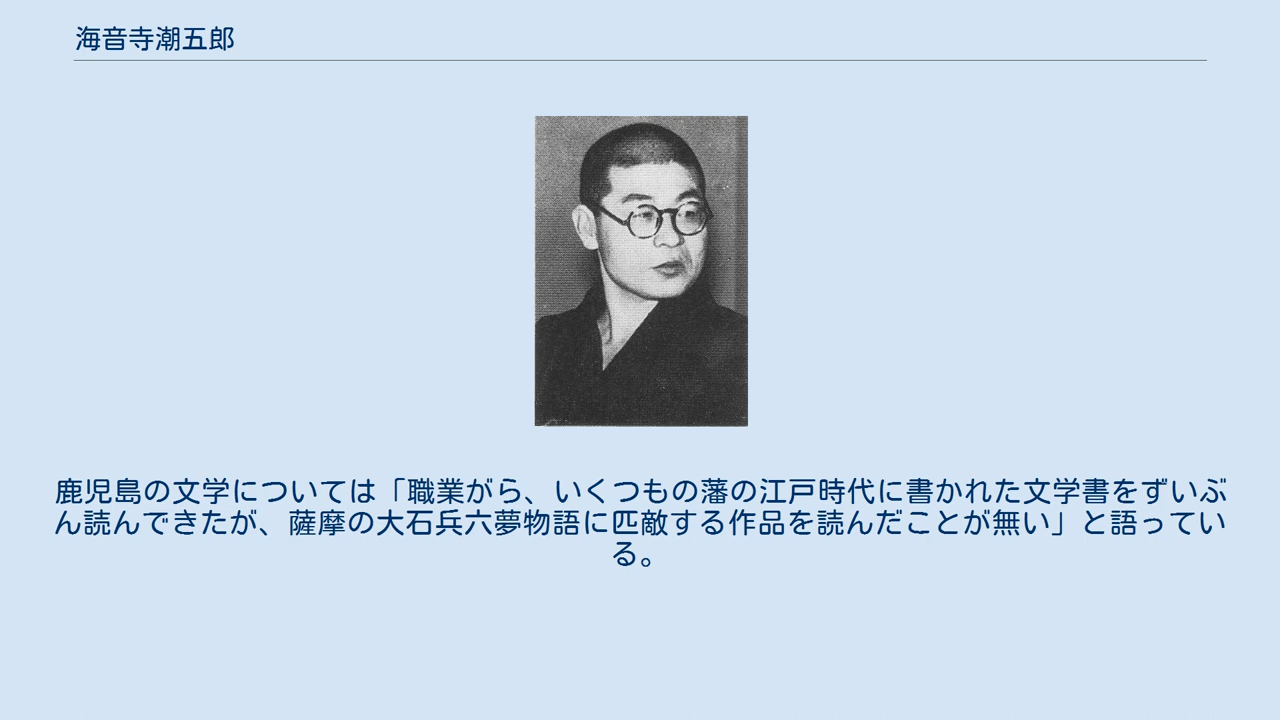 海音寺潮五郎
鹿児島の文学については「職業がら、いくつもの藩の江戸時代に書かれた文学書をずいぶ
ん読んできたが、薩摩の大石兵六夢物語に匹敵する作品を読んだことが無い」と語ってい
る。